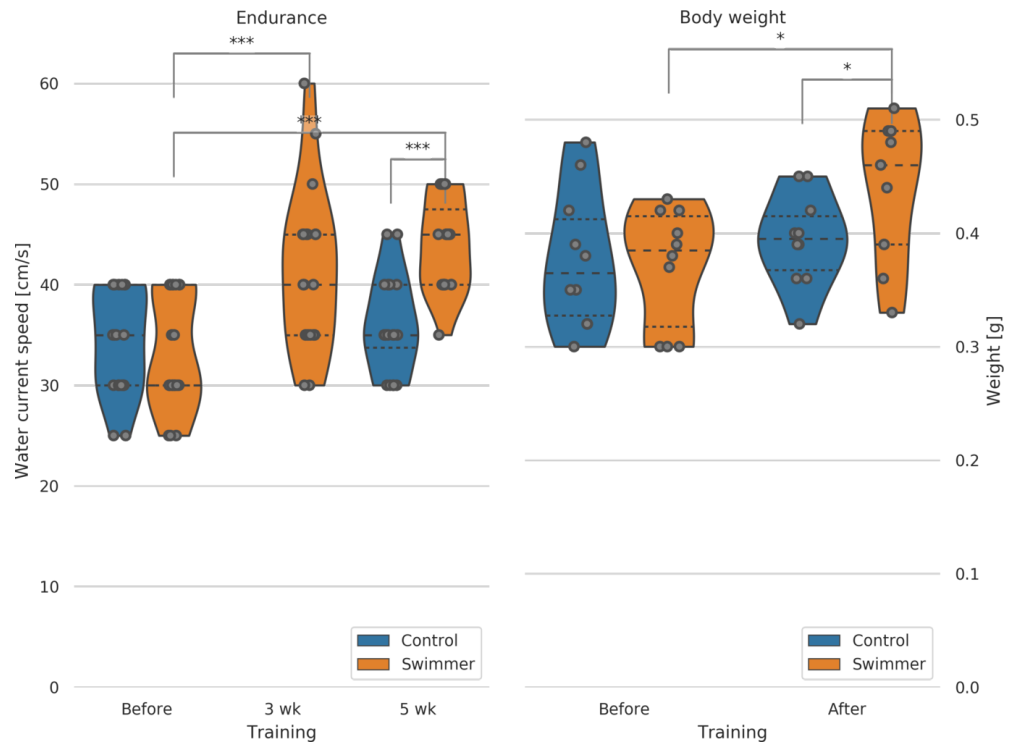 Endurance
Body weight
***
***
***
*
*
60
50
40
30
20
10
0
Water current speed [cm/s]
Before
3 wk
5 wk
Training
Control
Swimmer
0.5
0.4
0.3
0.2
0.1
0.0
Weight [g]
Before
After
Training
Control
Swimmer